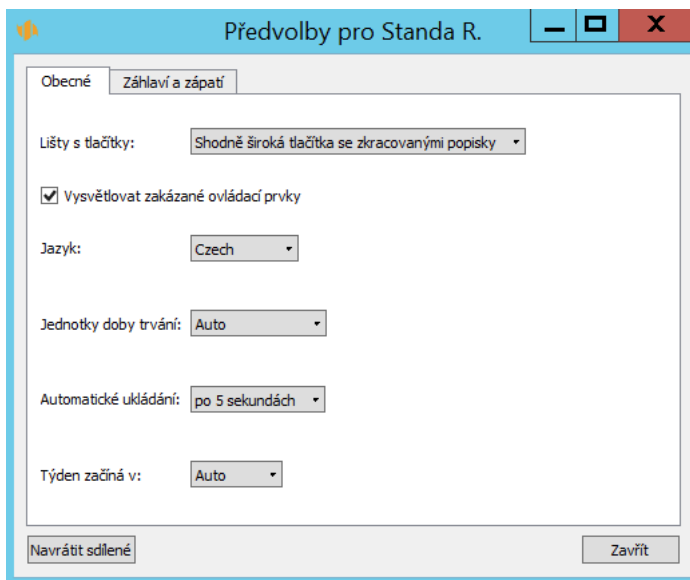 Předvolby pro Standa R.
Obecné Záhlaví a zápatí
Lišty s tlačítky: Shodně široká tlačítka se zkracovanými popisky
Vysvětlovat zakázané ovládací prvky
Jazyk: Czech
Jednotky doby trvání: Auto
Automatické ukládání: po 5 sekundách
Týden začíná v: Auto
Navrátit sdílené Zavřít